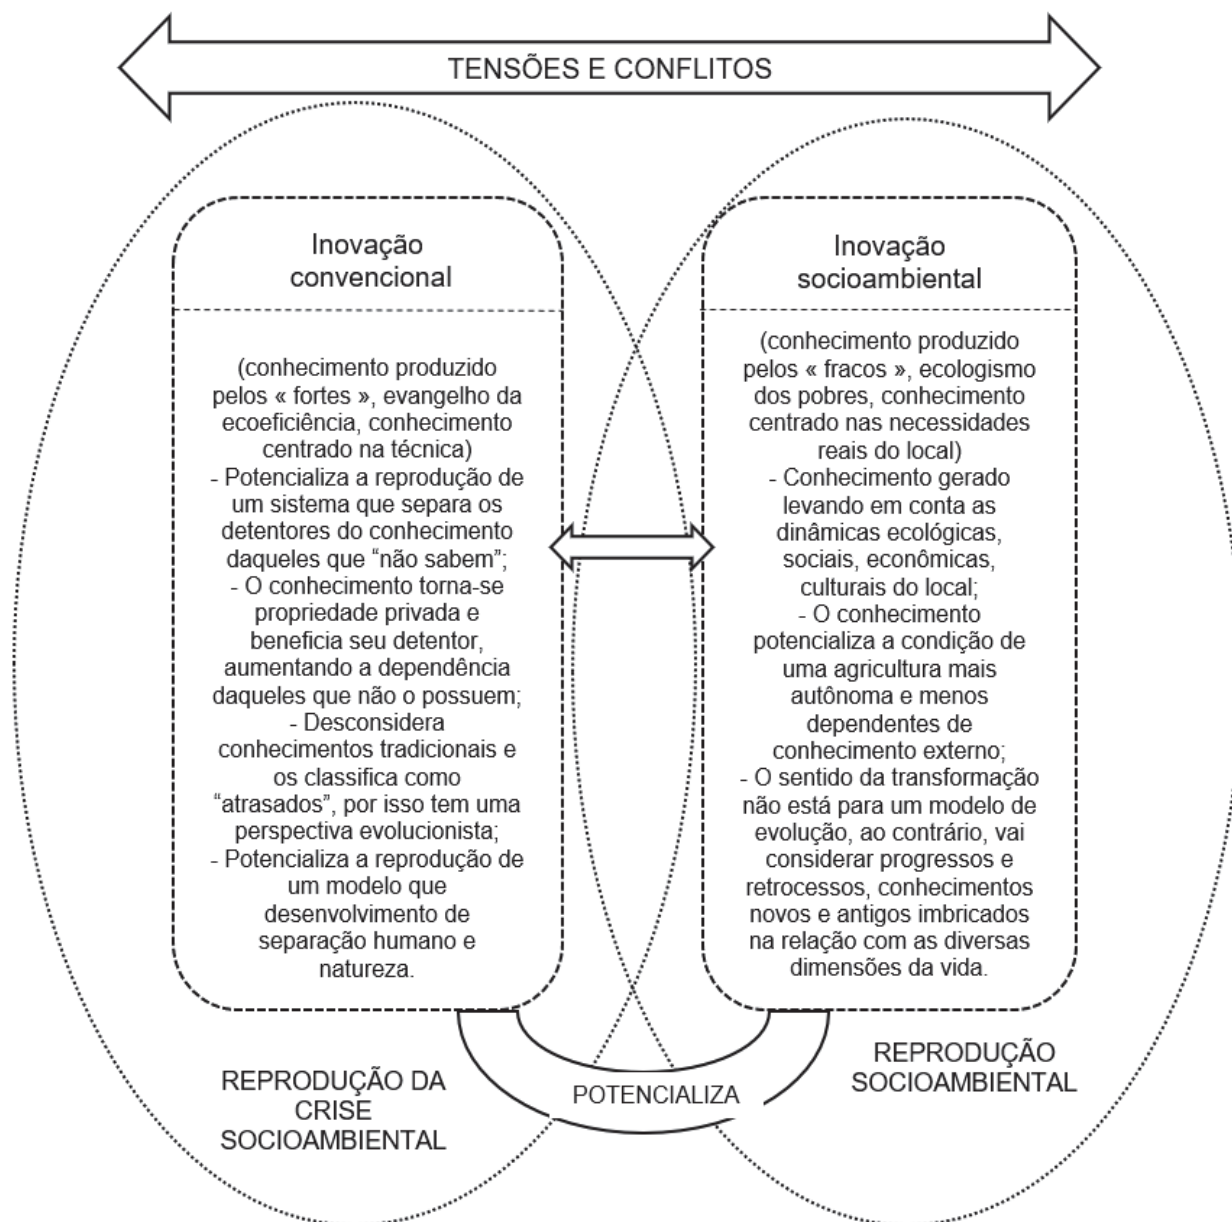 TENSÕES E CONFLITOS
Inovação
convencional
(conhecimento produzido
pelos « fortes », evangelho da
ecoeficiência, conhecimento
centrado na técnica)
- Potencializa a reprodução de
um sistema que separa os
detentores do conhecimento
daqueles que “não sabem”;
- O conhecimento torna-se
propriedade privada e
beneficia seu detentor,
aumentando a dependência
daqueles que não o possuem;
- Desconsidera
conhecimentos tradicionais e
os classifica como
“atrasados”, por isso tem uma
perspectiva evolucionista;
- Potencializa a reprodução de
um modelo que
desenvolvimento de
separação humano e
natureza.
Inovação
socioambiental
(conhecimento produzido
pelos « fracos », ecologismo
dos pobres, conhecimento
centrado nas necessidades
reais do local)
- Conhecimento gerado
levando em conta as
dinâmicas ecológicas,
sociais, econômicas,
culturais do local;
- O conhecimento
potencializa a condição de
uma agricultura mais
autônoma e menos
dependentes de
conhecimento externo;
- O sentido da transformação
não está para um modelo de
evolução, ao contrário, vai
considerar progressos e
retrocessos, conhecimentos
novos e antigos imbricados
na relação com as diversas
dimensões da vida.
REPRODUÇÃO DA
CRISE
SOCIOAMBIENTAL
POTENCIALIZA
REPRODUÇÃO
SOCIOAMBIENTAL